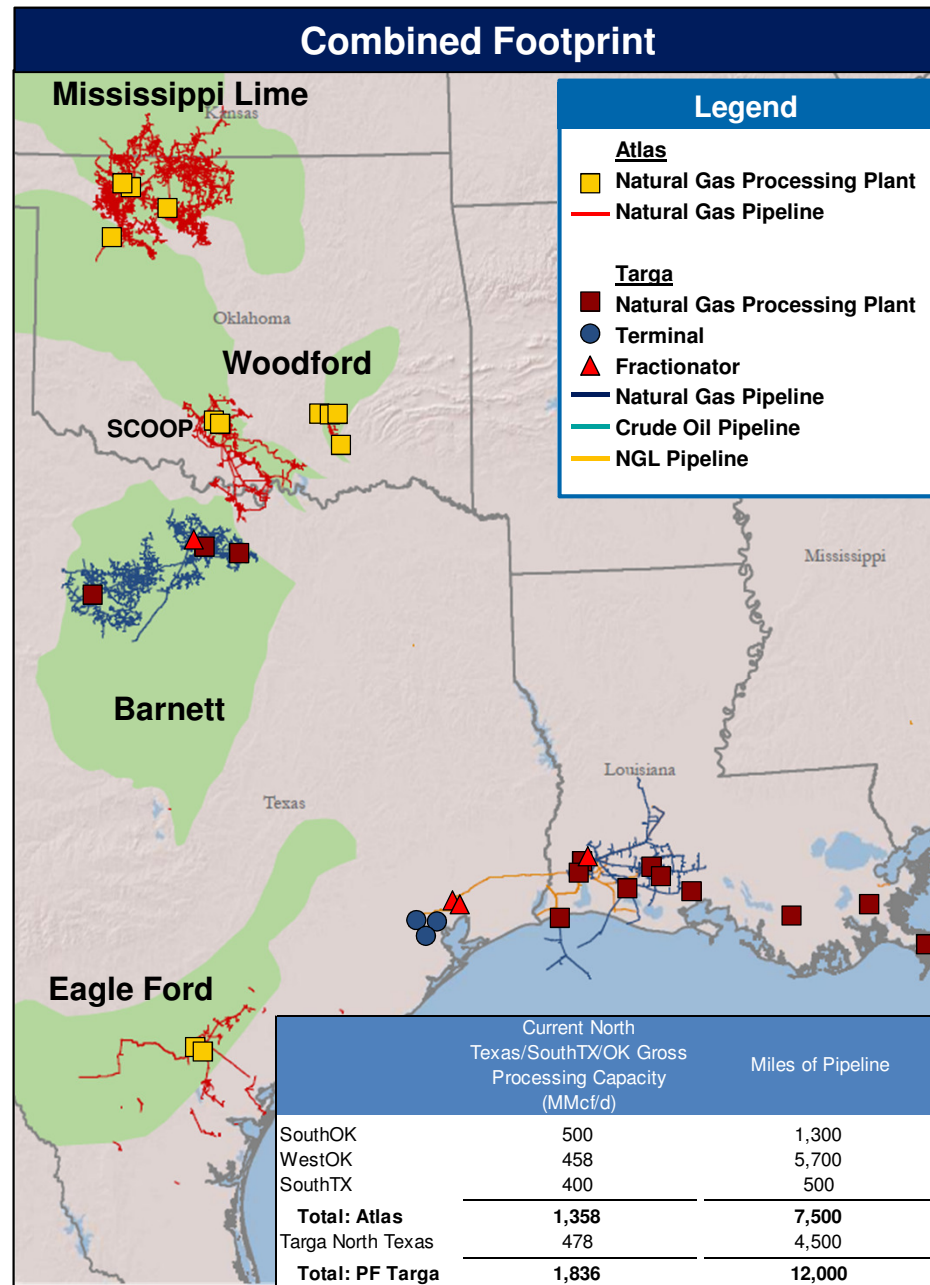 Combined Footprint
Mississippi Lime
Kansas
Legend
Atlas
Natural Gas Processing Plant
Natural Gas Pipeline
Targa
Natural Gas Processing Plant
Terminal
Fractionator
Natural Gas Pipeline
Crude Oil Pipeline
NGL Pipeline
Oklahoma
Woodford
SCOOP
Mississippi
Barnett
Louisiana
Texas
Eagle Ford
Current North
Texas/SouthTX/OK Gross
Processing Capacity
(MMcf/d)
Miles of Pipeline
SouthOK 500 1,300
WestOK 458 5,700
SouthTX 400 500
Total: Atlas 1,358 7,500
Targa North Texas 478 4,500
Total: PF Targa 1,836 12,000